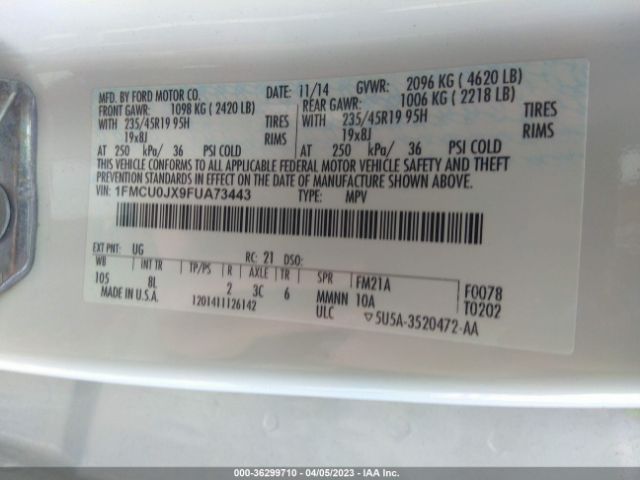 MFD. BY FORD MOTOR CO. DATE: 11/14 GVWR: 2096 KG ( 4620 LB)
FRONT GAWR: 1098 KG ( 2420 LB) REAR GAWR: 1006 KG ( 2218 LB)
WITH 235/45R19 95H TIRES WITH 235/45R19 95H TIRES
19x8J RIMS 19x8J RIMS
AT 250 kPa/ 36 PSI COLD AT 250 kPa/ 36 PSI COLD
THIS VEHICLE CONFORMS TO ALL APPLICABLE FEDERAL MOTOR VEHICLE SAFETY AND THEFT
PREVENTION STANDARDS IN EFFECT ON THE DATE OF MANUFACTURE SHOWN ABOVE.
VIN: 1FMCU0JX9FUA73443 TYPE: MPV
EXT PNT: UG RC: 21 DSO:
WB INT TR TP/PS R AXLE TR SPR FM21A F0078
105 8L 2 3C 6 MMNN 10A T0202
MADE IN U.S.A. 1201411126142 ULC ▽5U5A-3520472-AA
000-36299710 - 04/05/2023 - IAA Inc.